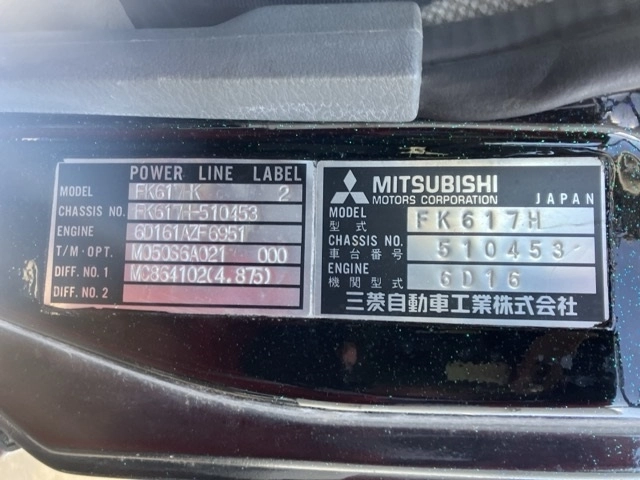 POWER LINE LABEL
MODEL FK617-K 2
CHASSIS NO. FK617H-510453
ENGINE 6D161AZF6951
T/M·OPT. M050S6A021 000
DIFF. NO. 1 MC864102(4.875)
DIFF. NO. 2
MITSUBISHI
MOTORS CORPORATION JAPAN
MODEL
型式 FK617H
CHASSIS NO.
車台番号 510453
ENGINE
機関型式 6D16
三菱自動車工業株式会社